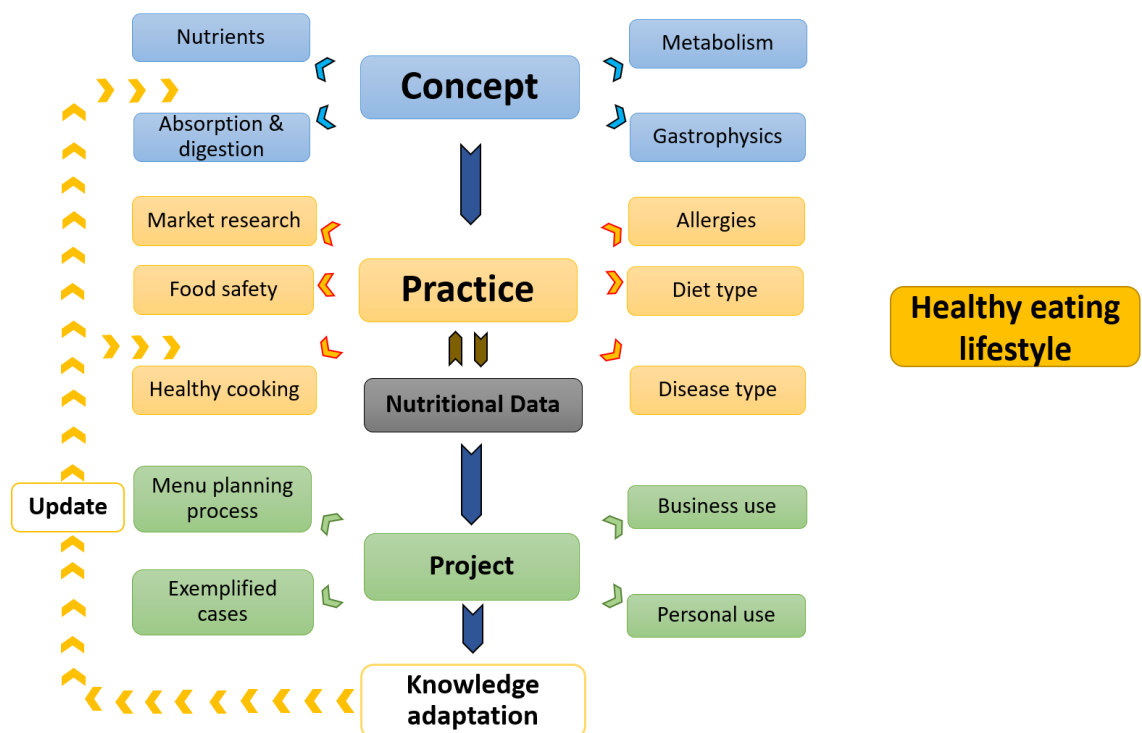 Nutrients
Concept
Metabolism
Absorption &
digestion
Gastrophysics
Market research
Allergies
Food safety
Practice
Diet type
Healthy eating
lifestyle
Healthy cooking
Nutritional Data
Disease type
Update
Menu planning
process
Business use
Project
Exemplified
cases
Personal use
Knowledge
adaptation